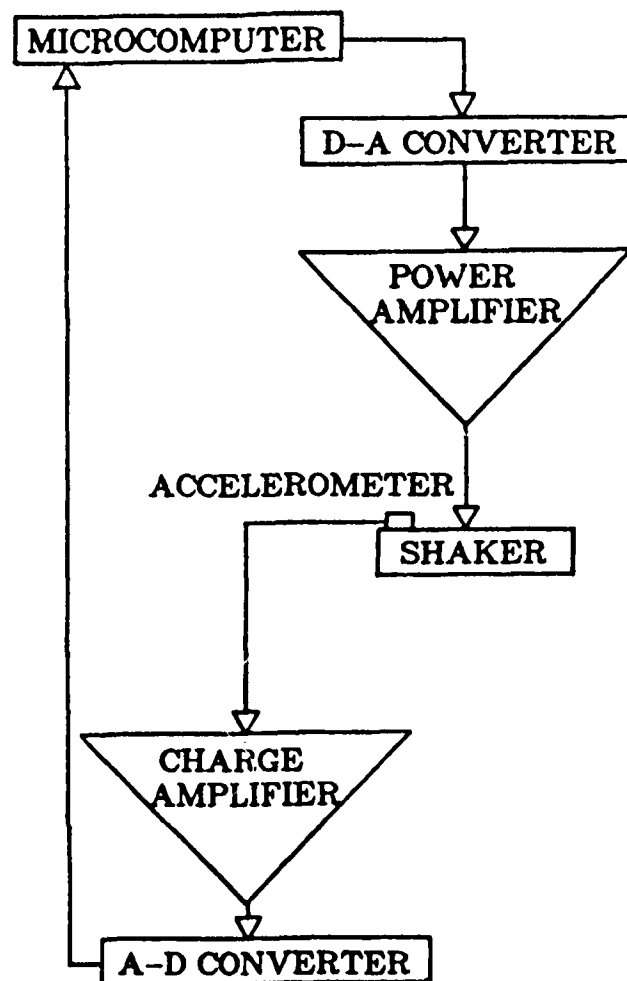 MICROCOMPUTER
D-A CONVERTER
POWER
AMPLIFIER
ACCELEROMETER
SHAKER
CHARGE
AMPLIFIER
A-D CONVERTER